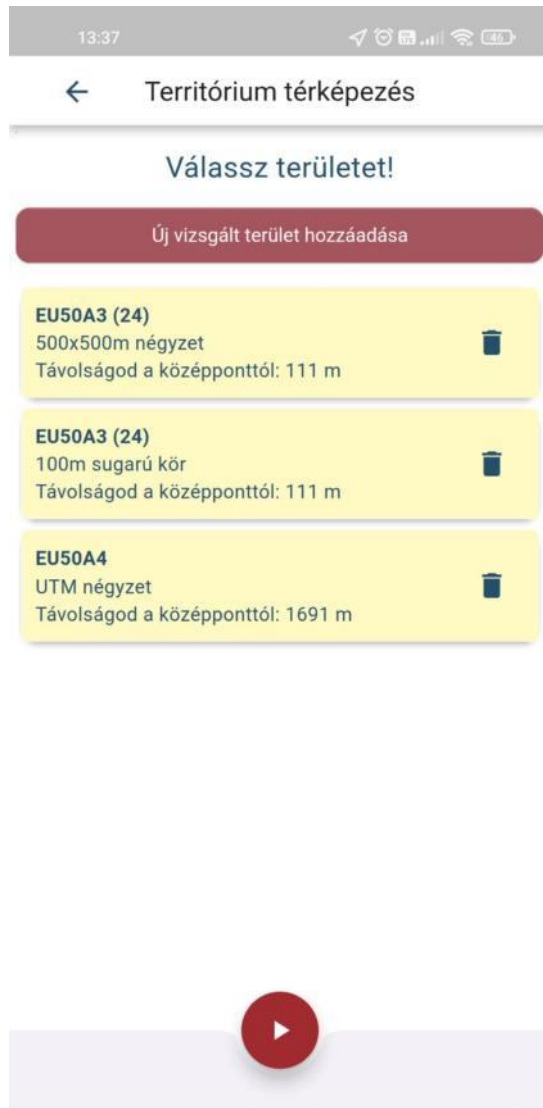 13:37
46
Territórium térképezés
Válassz területet!
Új vizsgált terület hozzáadása
EU50A3 (24)
500x500m négyzet
Távolságod a középponttól: 111 m
EU50A3 (24)
100m sugarú kör
Távolságod a középponttól: 111 m
EU50A4
UTM négyzet
Távolságod a középponttól: 1691 m